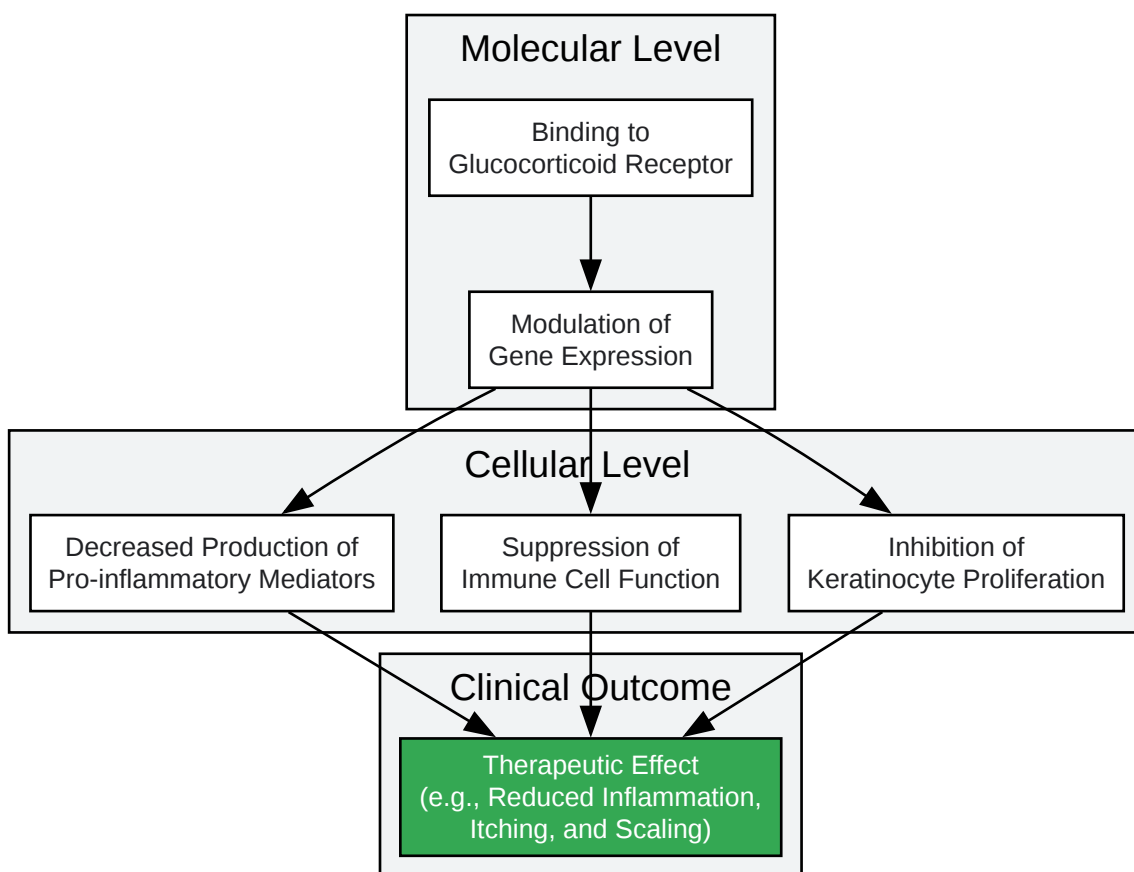 Molecular Level
Binding to
Glucocorticoid Receptor
Modulation of
Gene Expression
Cellular Level
Decreased Production of
Pro-inflammatory Mediators
Suppression of
Immune Cell Function
Inhibition of
Keratinocyte Proliferation
Clinical Outcome
Therapeutic Effect
(e.g., Reduced Inflammation,
Itching, and Scaling)